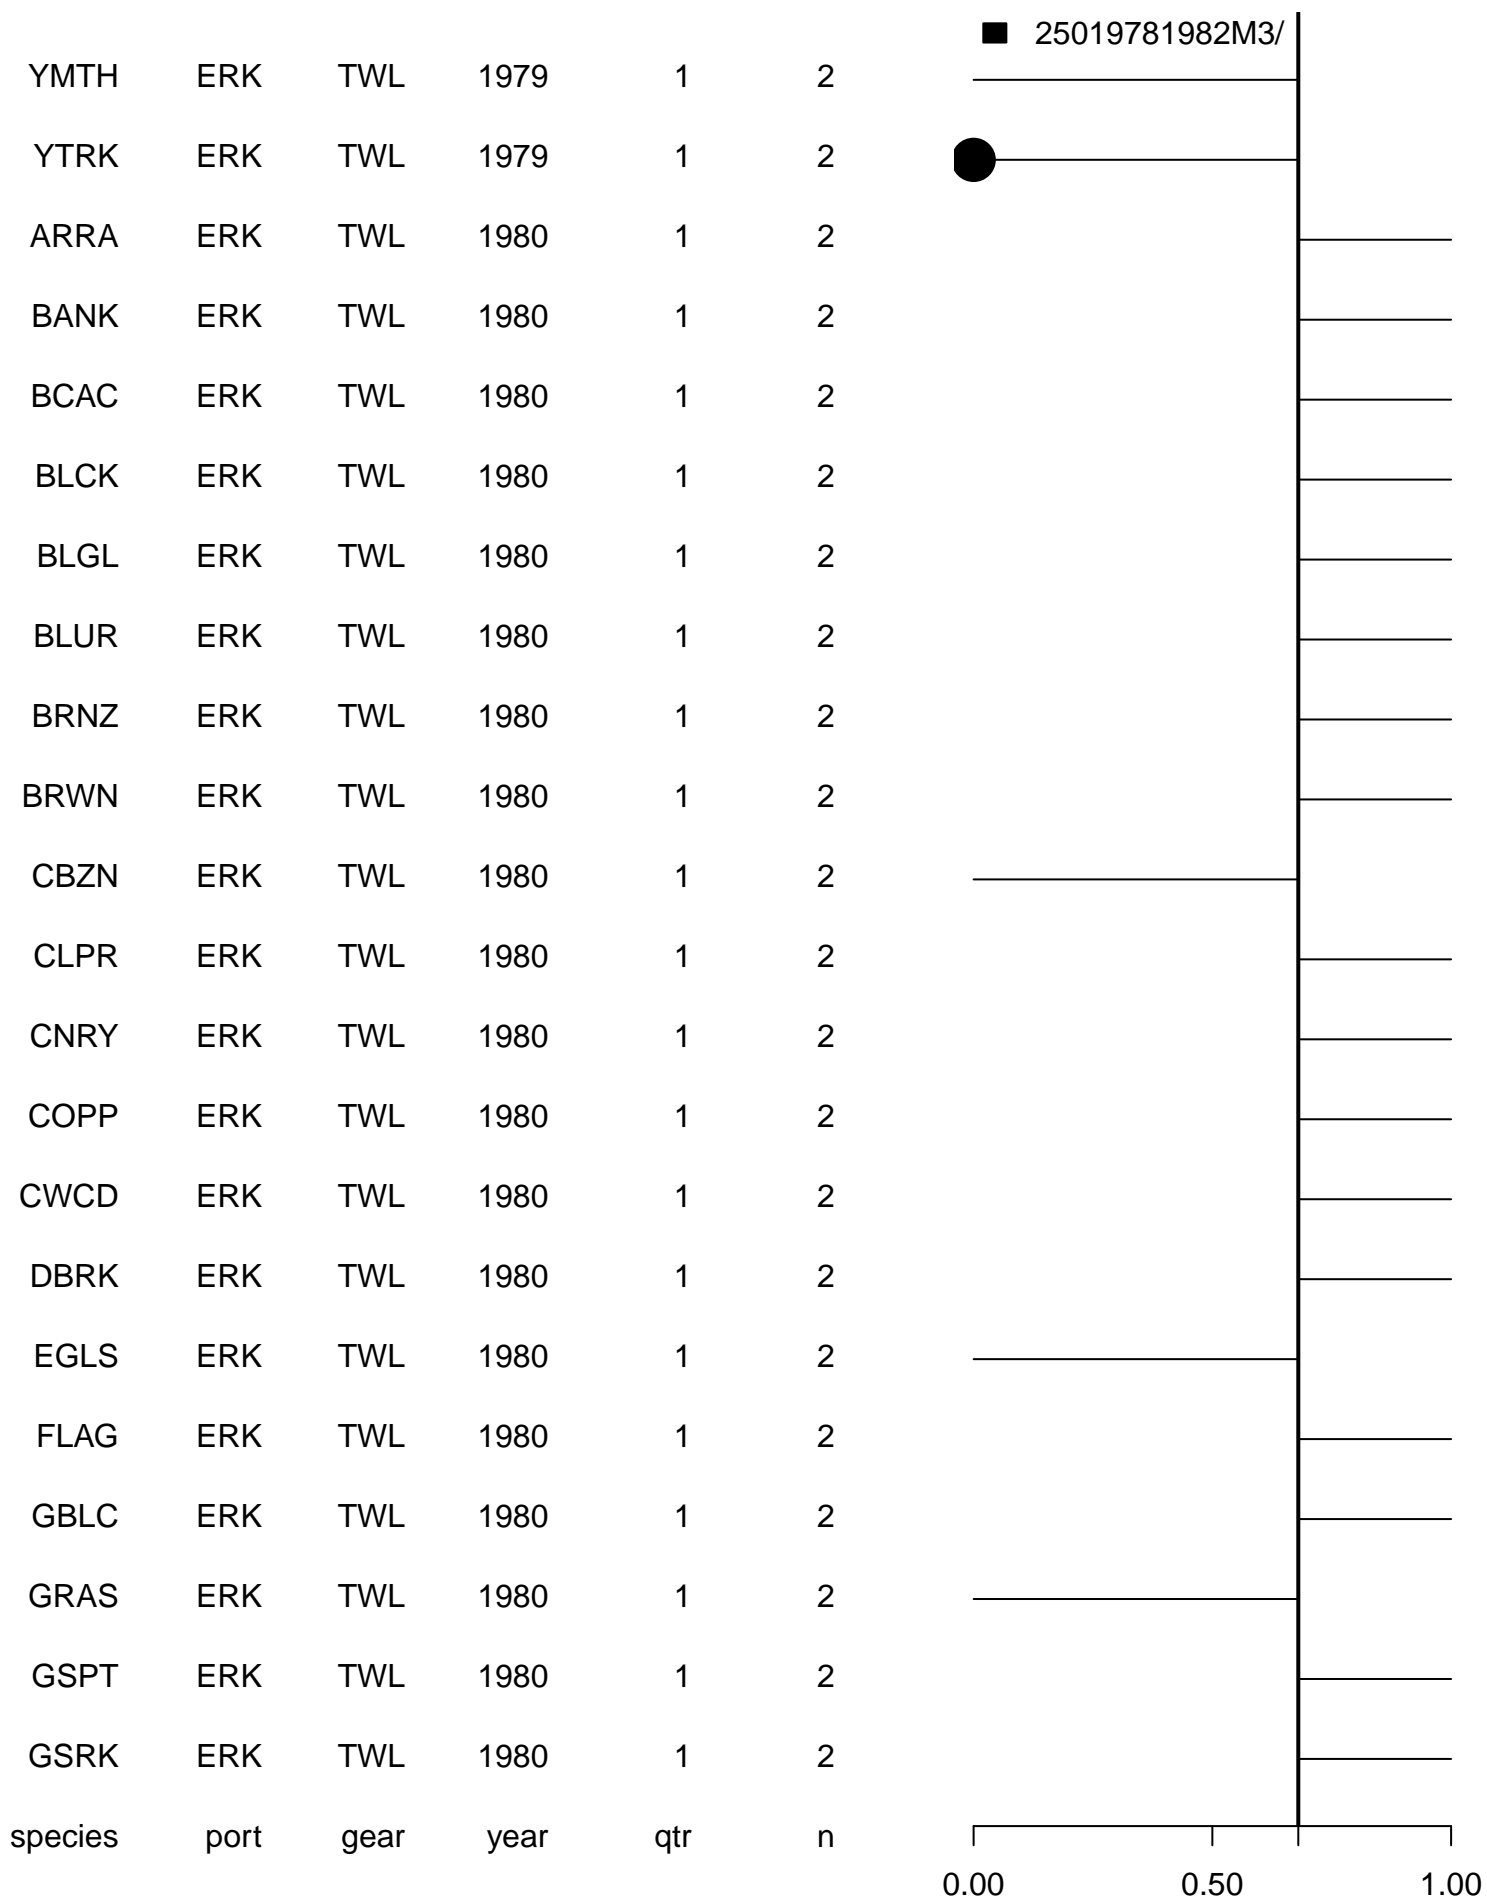 25019781982M3/
YMTH ERK TWL 1979 1 2
YTRK ERK TWL 1979 1 2
ARRA ERK TWL 1980 1 2
BANK ERK TWL 1980 1 2
BCAC ERK TWL 1980 1 2
BLCK ERK TWL 1980 1 2
BLGL ERK TWL 1980 1 2
BLUR ERK TWL 1980 1 2
BRNZ ERK TWL 1980 1 2
BRWN ERK TWL 1980 1 2
CBZN ERK TWL 1980 1 2
CLPR ERK TWL 1980 1 2
CNRY ERK TWL 1980 1 2
COPP ERK TWL 1980 1 2
CWCD ERK TWL 1980 1 2
DBRK ERK TWL 1980 1 2
EGLS ERK TWL 1980 1 2
FLAG ERK TWL 1980 1 2
GBLC ERK TWL 1980 1 2
GRAS ERK TWL 1980 1 2
GSPT ERK TWL 1980 1 2
GSRK ERK TWL 1980 1 2
species port gear year qtr n
0.00 0.50 1.00